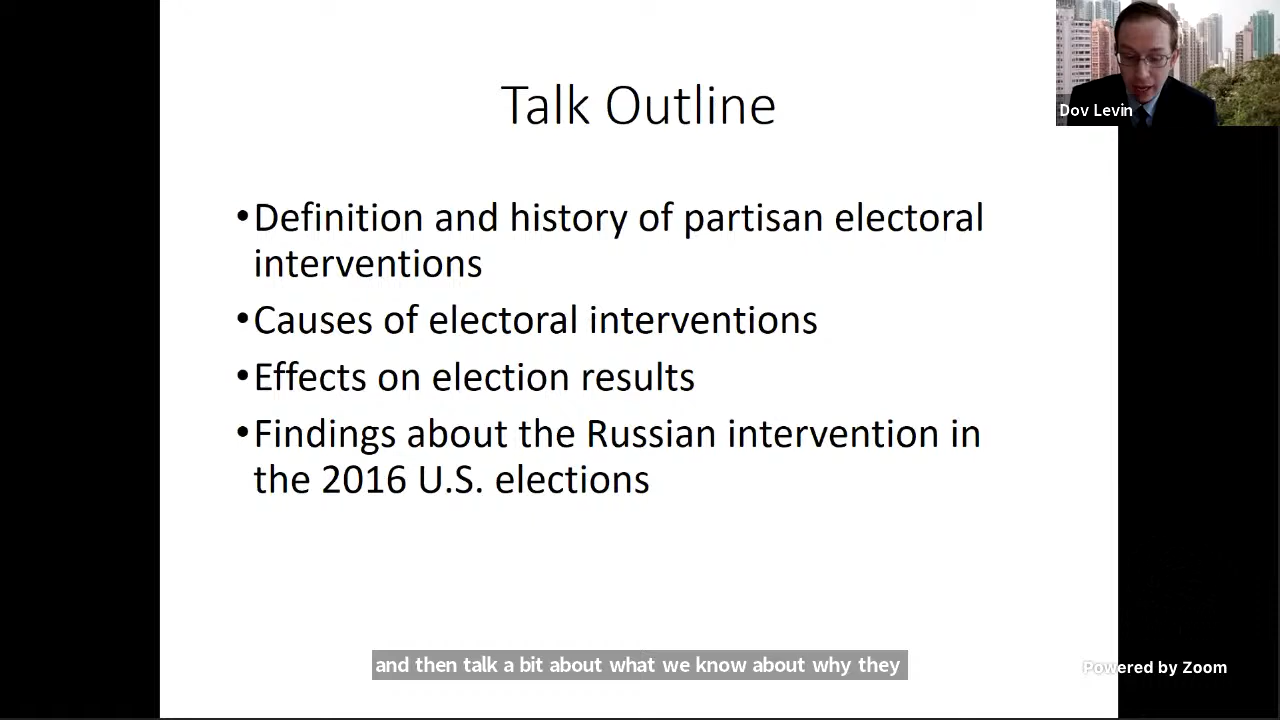 Talk Outline
Dov Levin
•Definition and history of partisan electoral
interventions
•Causes of electoral interventions
•Effects on election results
•Findings about the Russian intervention in
the 2016 U.S. elections
and then talk a bit about what we know about why they
Powered by Zoom